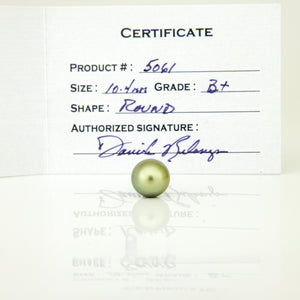 CERTIFICATE
PRODUCT #: 5061
SIZE: 10.4mm GRADE: B+
SHAPE: ROUND
AUTHORIZED SIGNATURE: